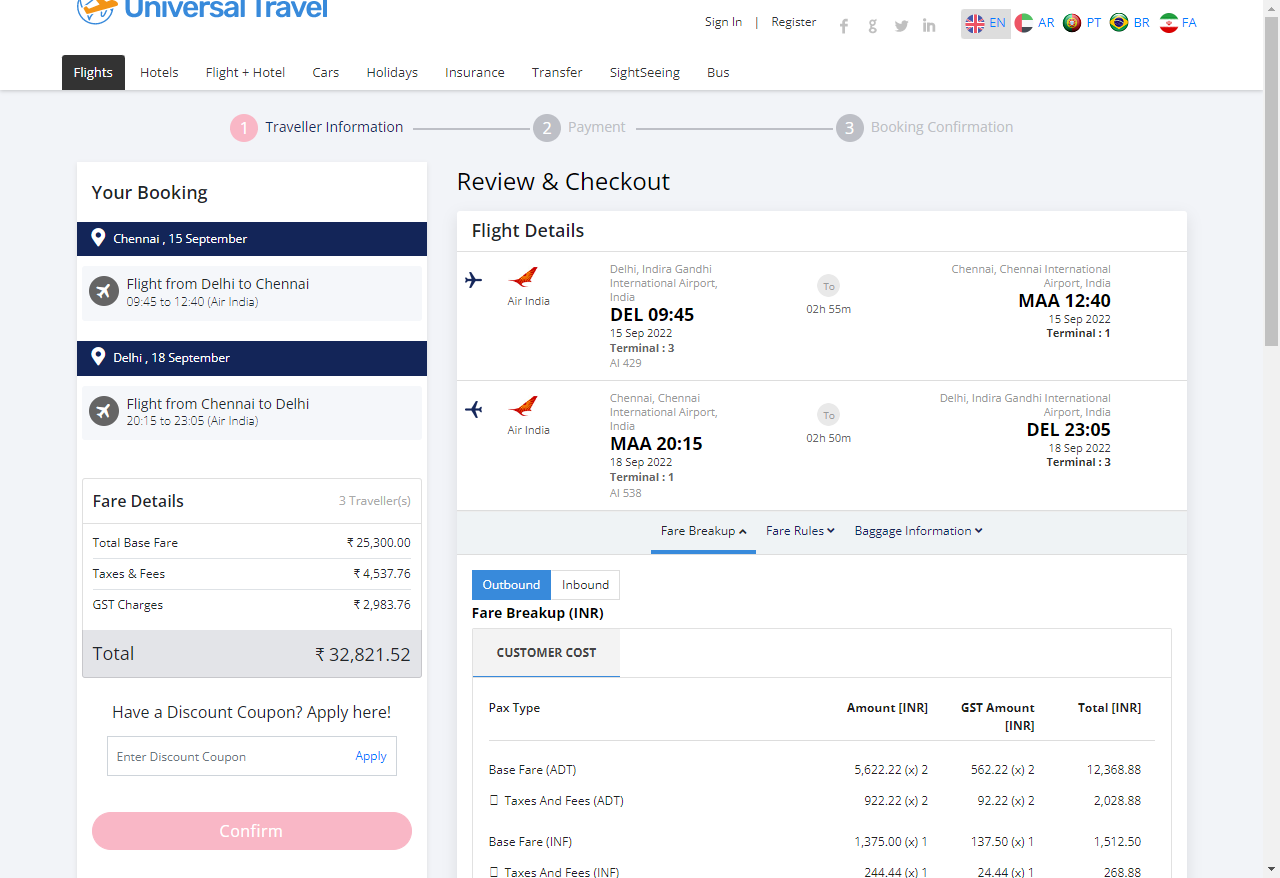 Universal Travel
Sign In | Register
EN AR PT BR FA
Flights Hotels Flight + Hotel Cars Holidays Insurance Transfer SightSeeing Bus
1 Traveller Information 2 Payment 3 Booking Confirmation
Your Booking
Chennai , 15 September
Flight from Delhi to Chennai
09:45 to 12:40 (Air India)
Delhi , 18 September
Flight from Chennai to Delhi
20:15 to 23:05 (Air India)
Fare Details 3 Traveller(s)
Total Base Fare ₹ 25,300.00
Taxes & Fees ₹ 4,537.76
GST Charges ₹ 2,983.76
Total ₹ 32,821.52
Have a Discount Coupon? Apply here!
Enter Discount Coupon Apply
Confirm
Review & Checkout
Flight Details
Air India
Delhi, Indira Gandhi
International Airport,
India
DEL 09:45
15 Sep 2022
Terminal : 3
AI 429
To
02h 55m
Chennai, Chennai International
Airport, India
MAA 12:40
15 Sep 2022
Terminal : 1
Air India
Chennai, Chennai
International Airport,
India
MAA 20:15
18 Sep 2022
Terminal : 1
AI 538
To
02h 50m
Delhi, Indira Gandhi International
Airport, India
DEL 23:05
18 Sep 2022
Terminal : 3
Fare Breakup Fare Rules Baggage Information
Outbound Inbound
Fare Breakup (INR)
CUSTOMER COST
Pax Type Amount [INR] GST Amount [INR] Total [INR]
Base Fare (ADT) 5,622.22 (x) 2 562.22 (x) 2 12,368.88
Taxes And Fees (ADT) 922.22 (x) 2 92.22 (x) 2 2,028.88
Base Fare (INF) 1,375.00 (x) 1 137.50 (x) 1 1,512.50
Taxes And Fees (INF) 244.44 (x) 1 24.44 (x) 1 268.88